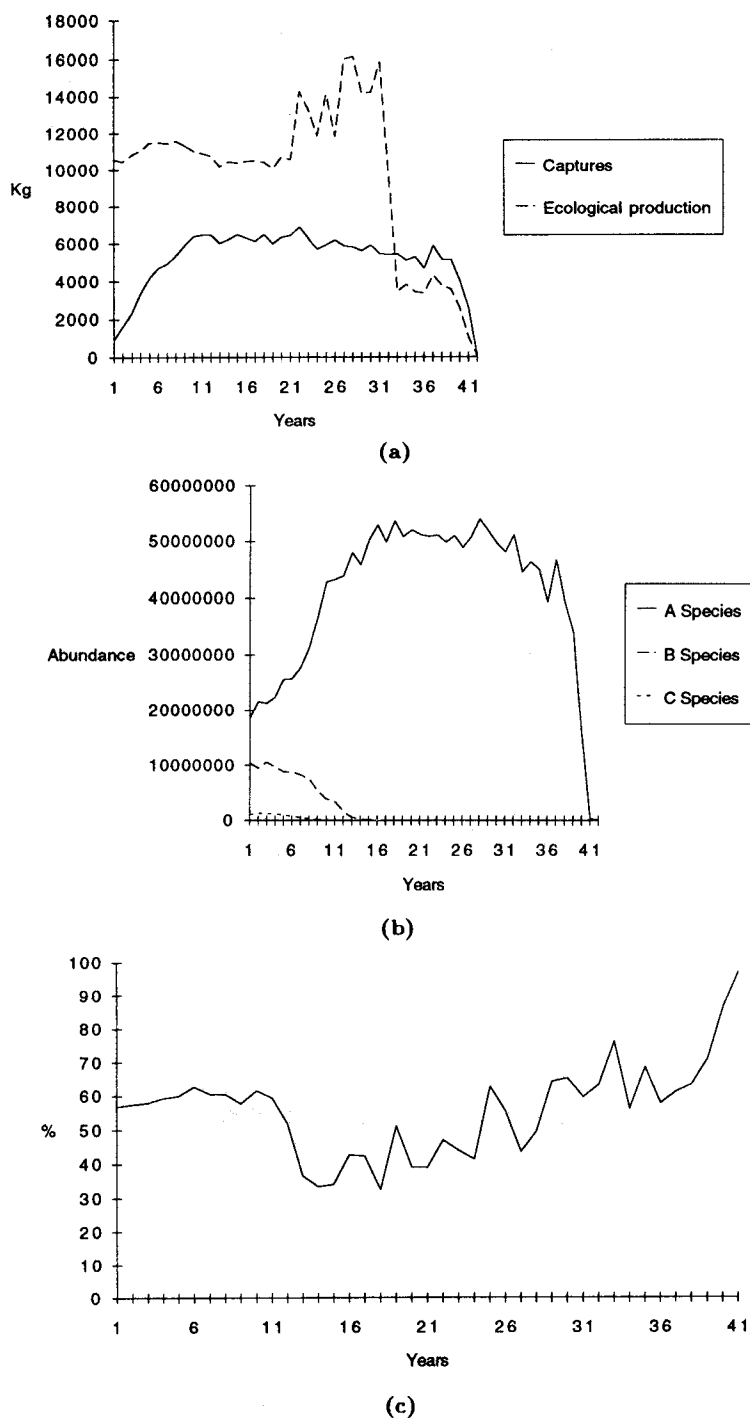 18000
16000
14000
12000
10000
Kg
8000
6000
4000
2000
0
1 6 11 16 21 26 31 36 41
Years
Captures
Ecological production
(a)
60000000
50000000
40000000
Abundance 30000000
20000000
10000000
0
1 6 11 16 21 26 31 36 41
Years
A Species
B Species
C Species
(b)
100
90
80
70
60
%
50
40
30
20
10
0
1 6 11 16 21 26 31 36 41
Years
(c)